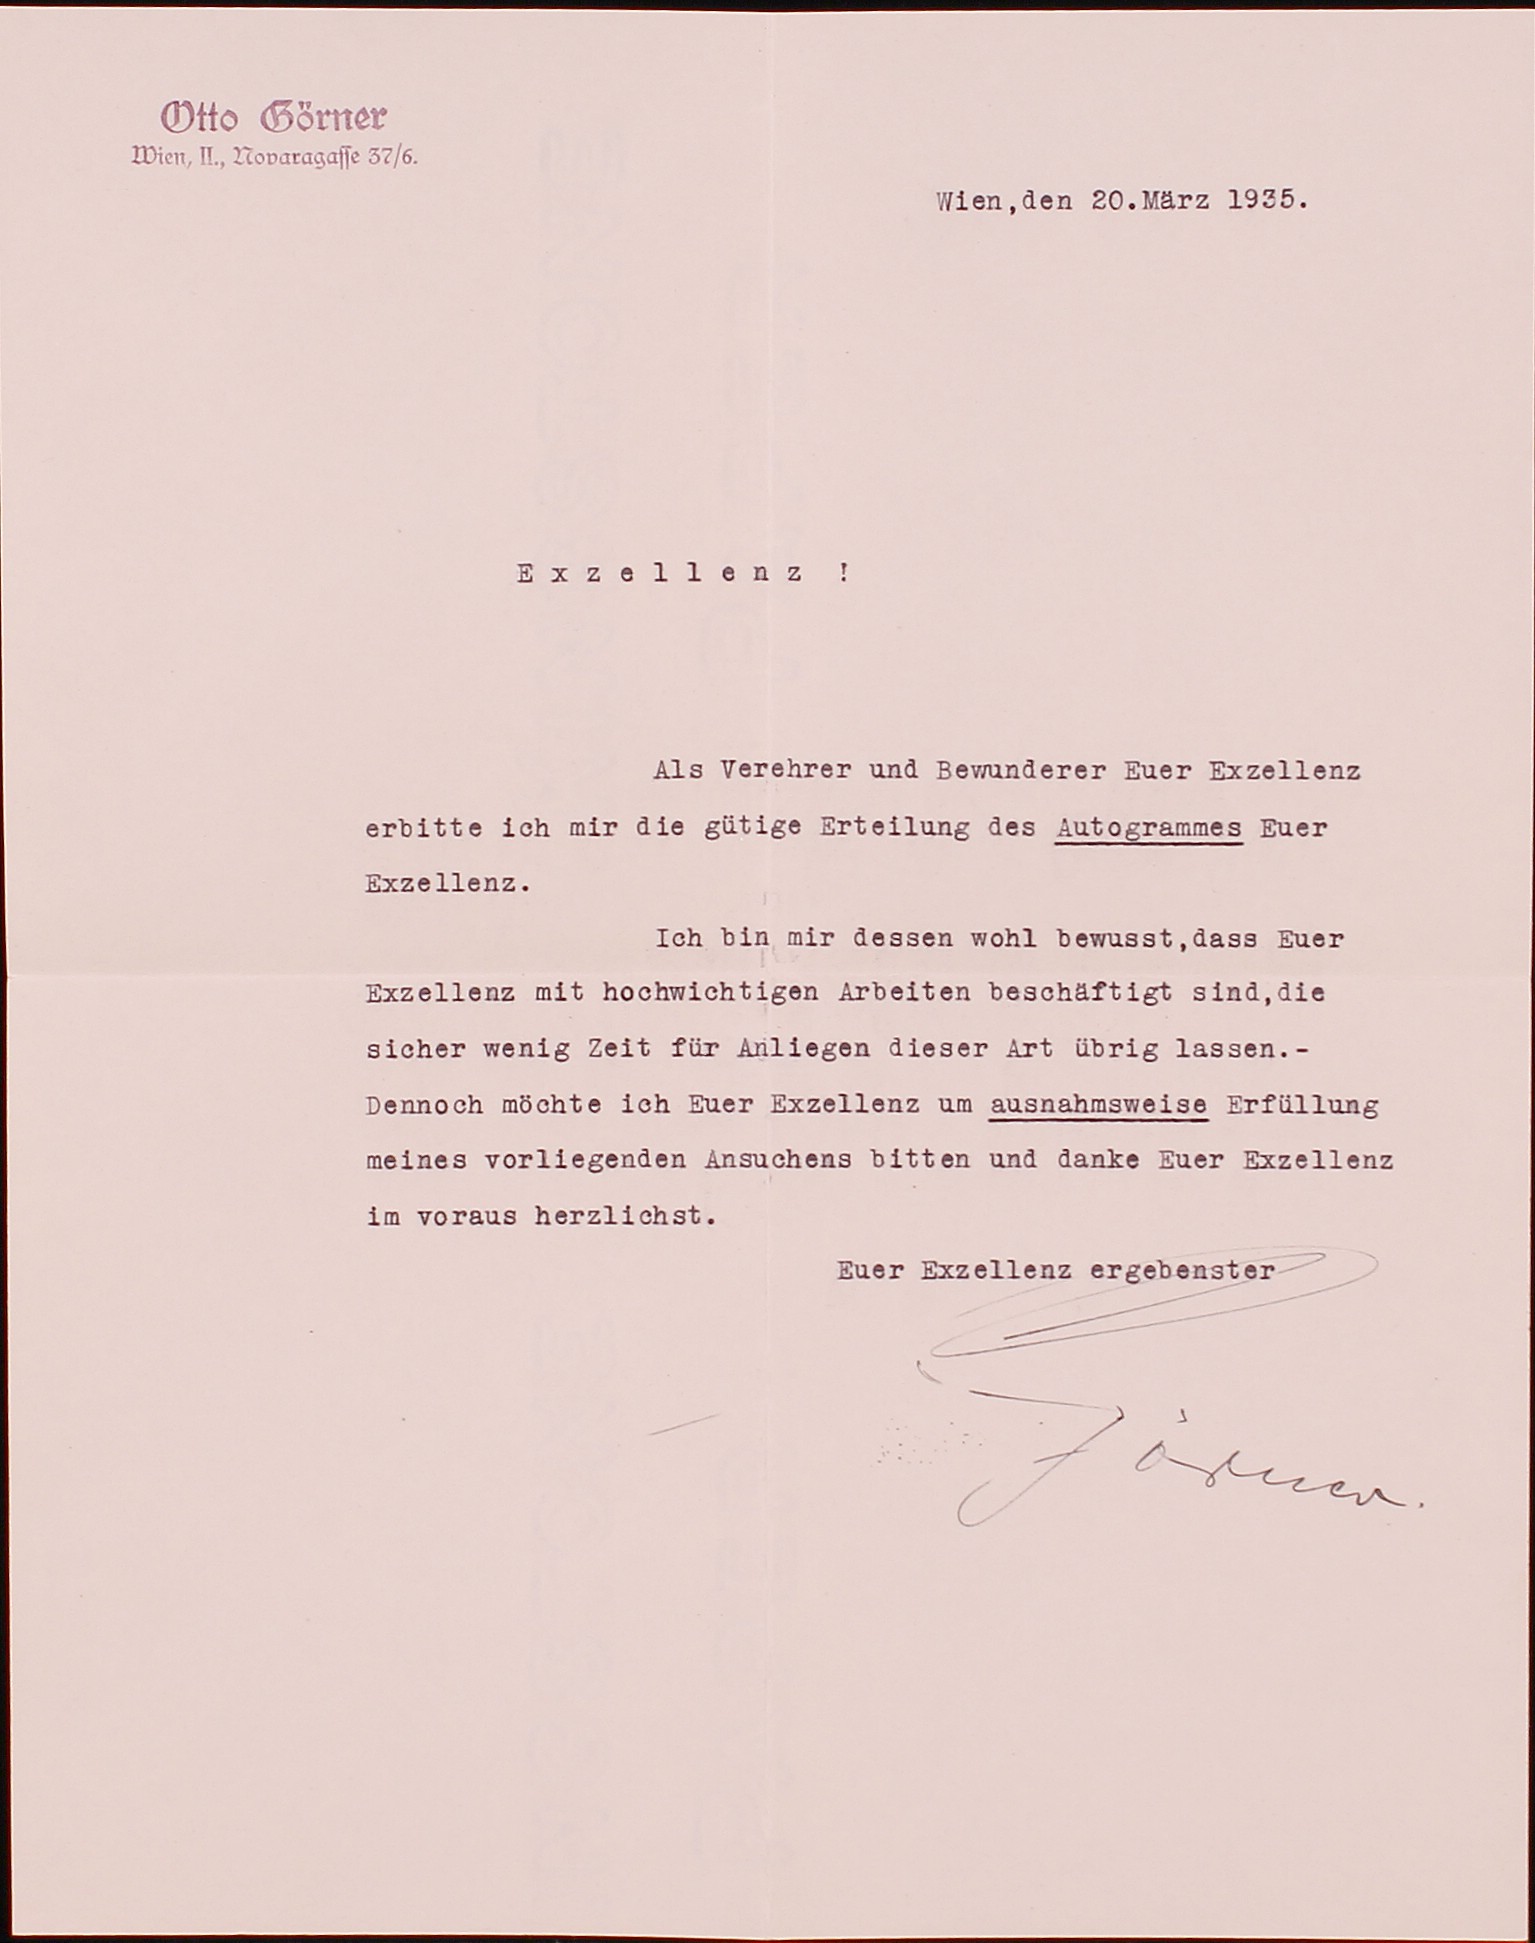 Otto Görner
Wien, II., Novaragasse 37/6.
Wien,den 20.März 1935.
Exzellenz !
Als Verehrer und Bewunderer Euer Exzellenz
erbitte ich mir die gütige Erteilung des Autogrammes Euer
Exzellenz.
Ich bin mir dessen wohl bewusst,dass Euer
Exzellenz mit hochwichtigen Arbeiten beschäftigt sind,die
sicher wenig Zeit für Anliegen dieser Art übrig lassen.-
Dennoch möchte ich Euer Exzellenz um ausnahmsweise Erfüllung
meines vorliegenden Ansuchens bitten und danke Euer Exzellenz
im voraus herzlichst.
Euer Exzellenz ergebenster
Görner.